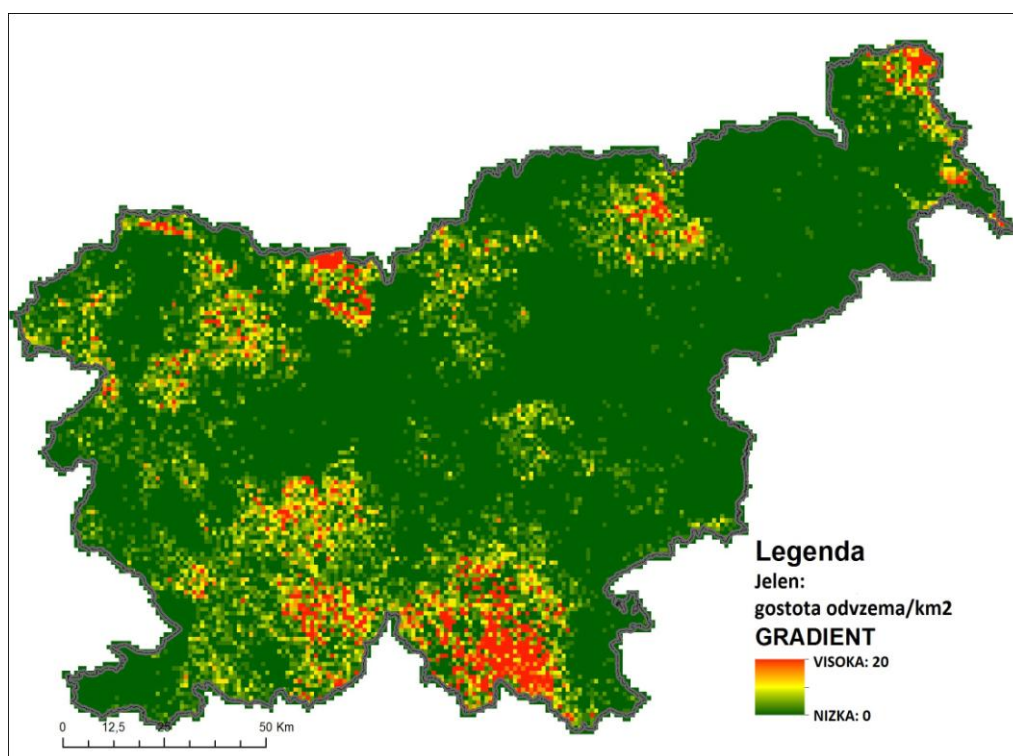 Legenda
Jelen:
gostota odvzema/km2
GRADIENT
VISOKA: 20
NIZKA: 0
0 12,5 25 50 Km